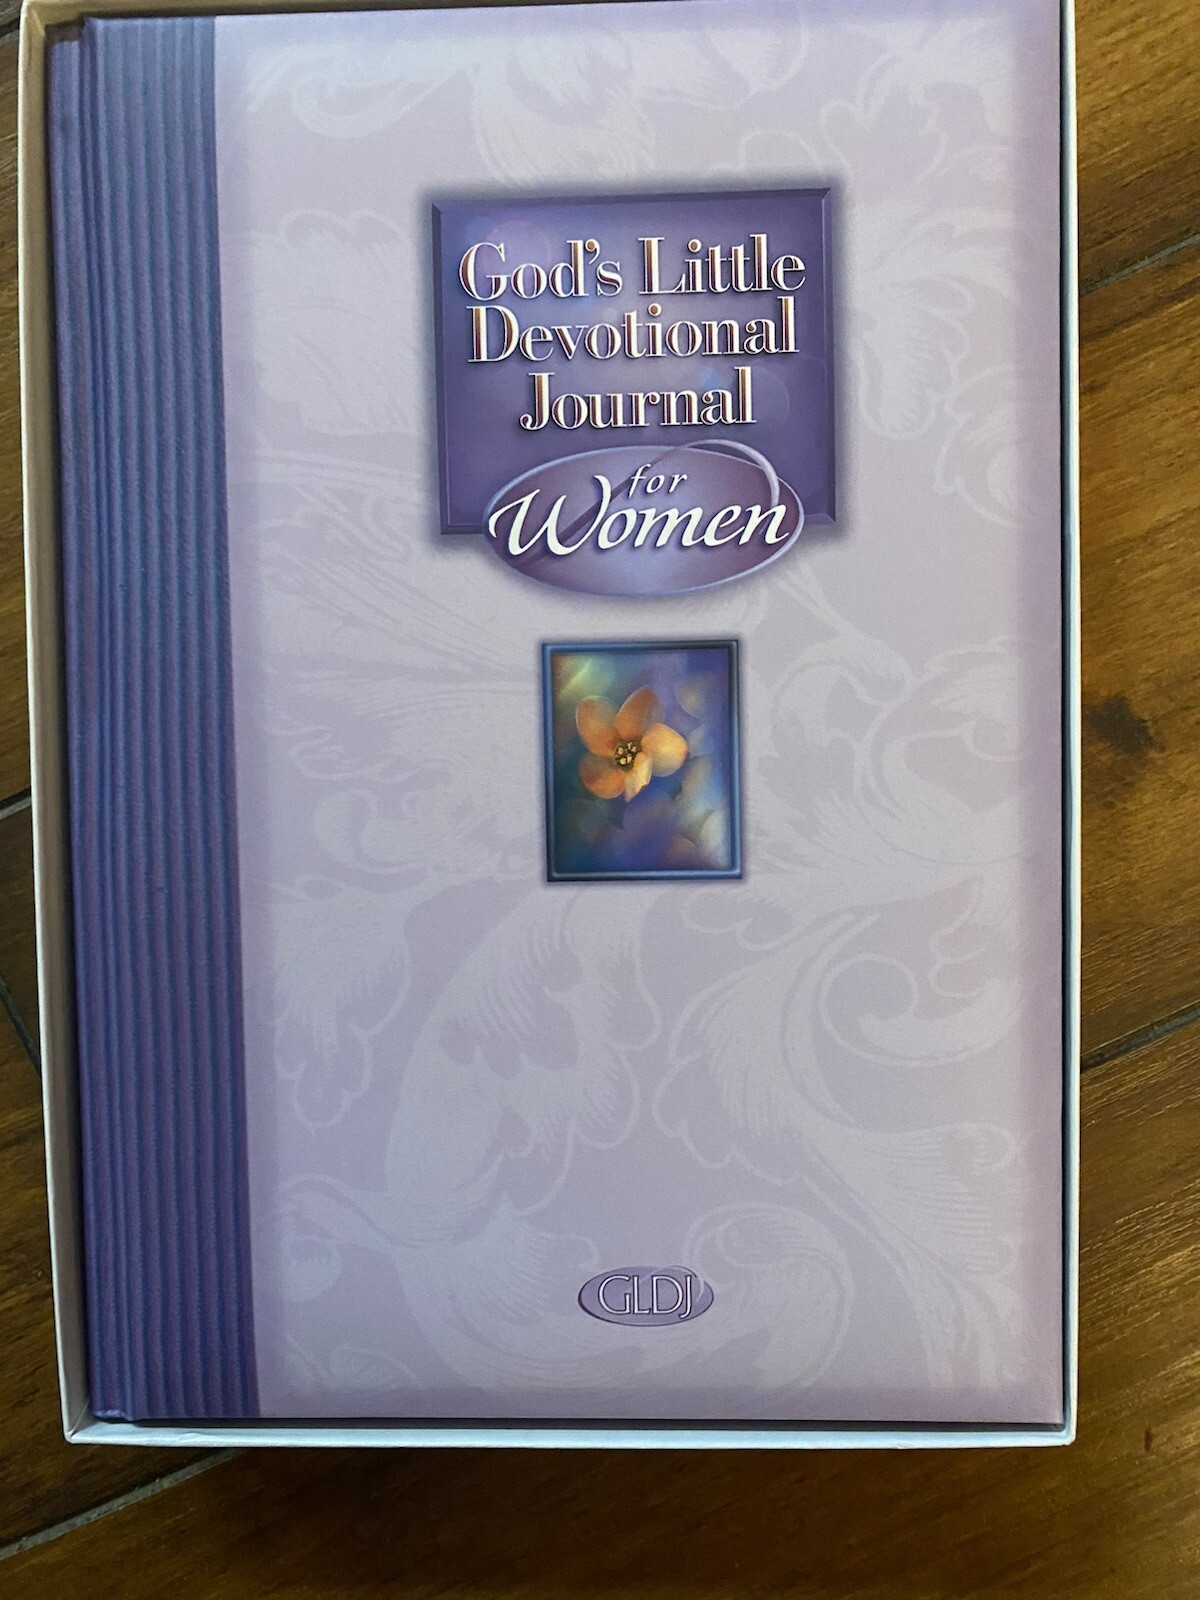 God's Little
Devotional
Journal
for
Women
GLDJ